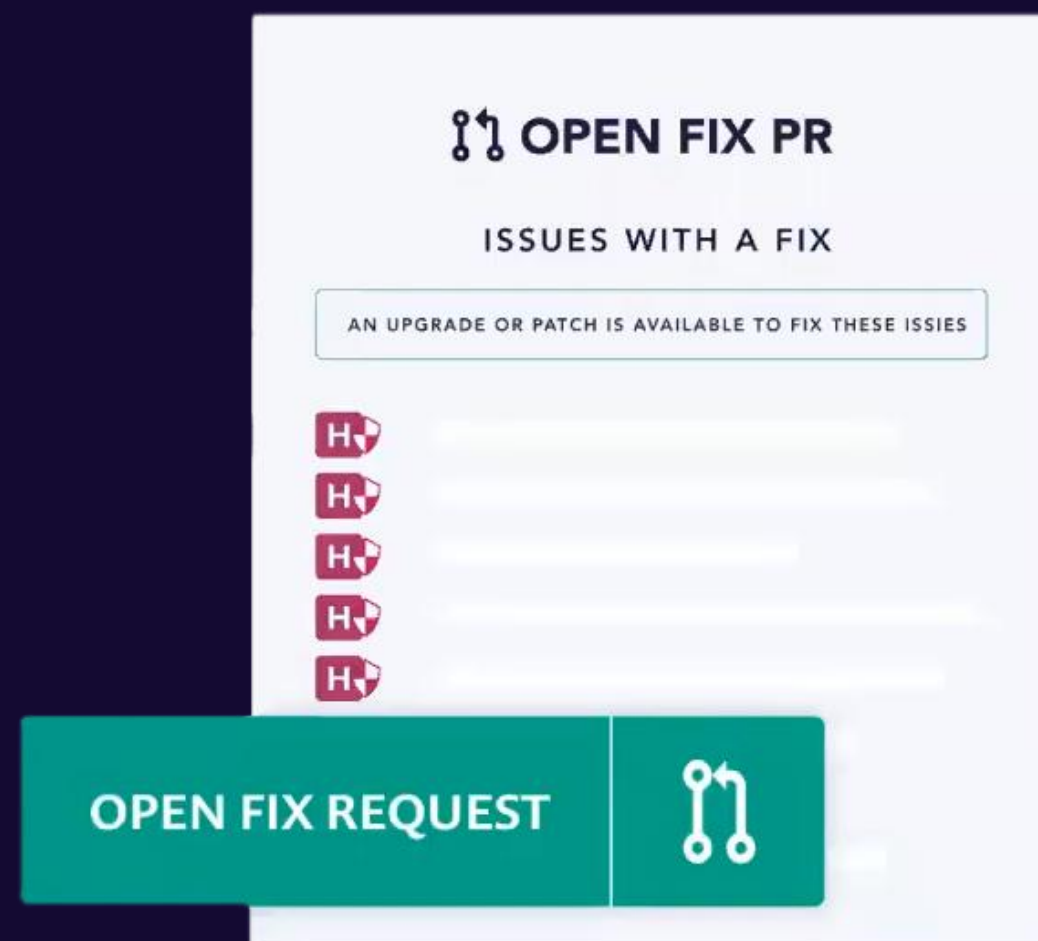 OPEN FIX PR
ISSUES WITH A FIX
AN UPGRADE OR PATCH IS AVAILABLE TO FIX THESE ISSIES
H
H
H
H
H
OPEN FIX REQUEST